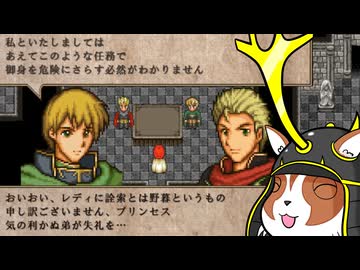 私といたしましては
あえてこのような任務で
御身を危険にさらす必然がわかりません
おいおい、レディに詮索とは野暮というもの
申し訳ございません、プリンセス
気の利かぬ弟が失礼を…